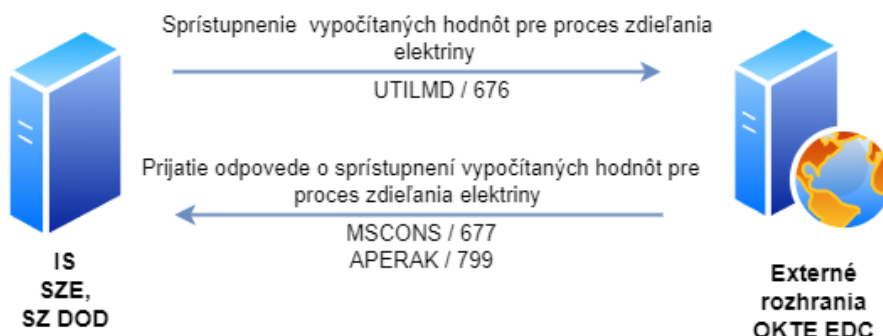 Sprístupnenie vypočítaných hodnôt pre proces zdieľania
elektriny
UTILMD / 676
Prijatie odpovede o sprístupnení vypočítaných hodnôt pre
proces zdieľania elektriny
MSCONS / 677
APERAK / 799
IS
SZE,
SZ DOD
Externé
rozhrania
OKTE EDC